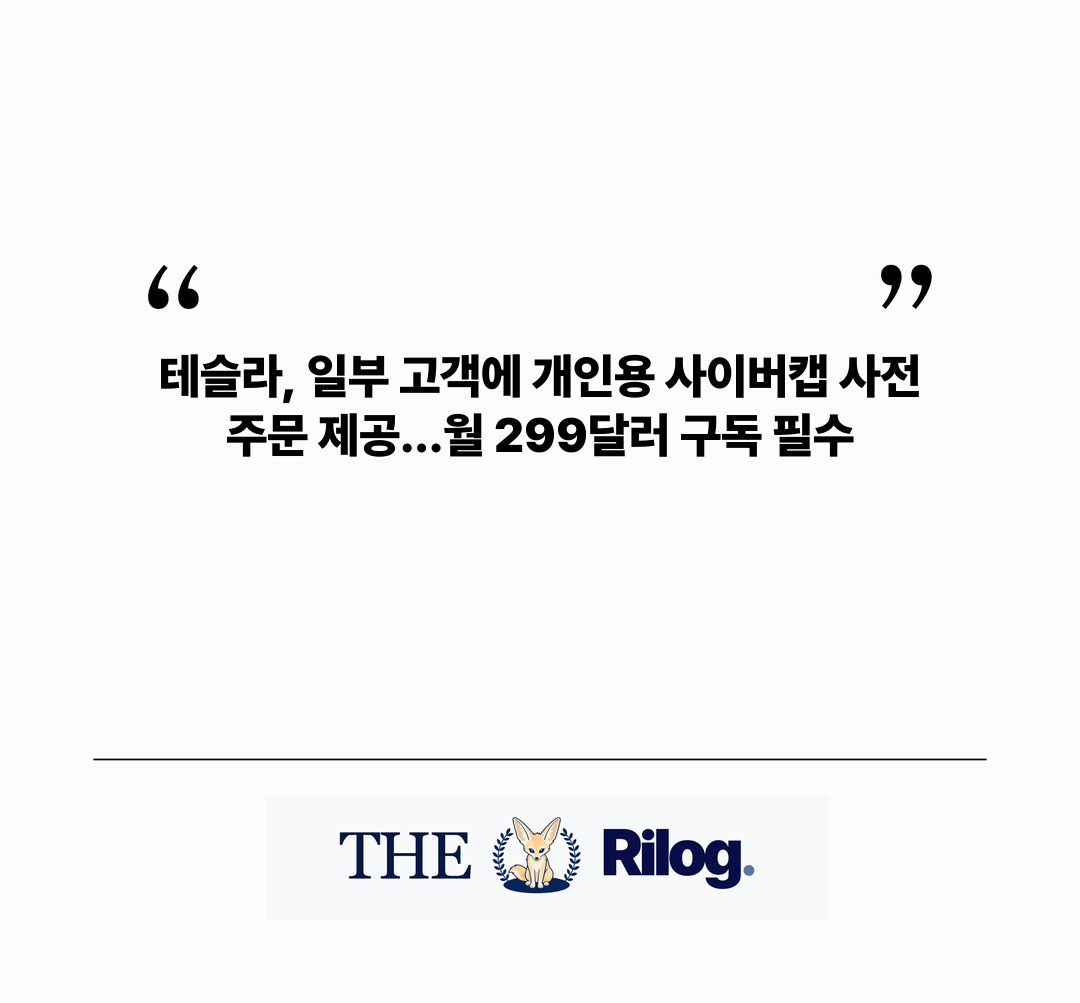 “ ”
테슬라, 일부 고객에 개인용 사이버캡 사전
주문 제공...월 299달러 구독 필수
THE Rilog.